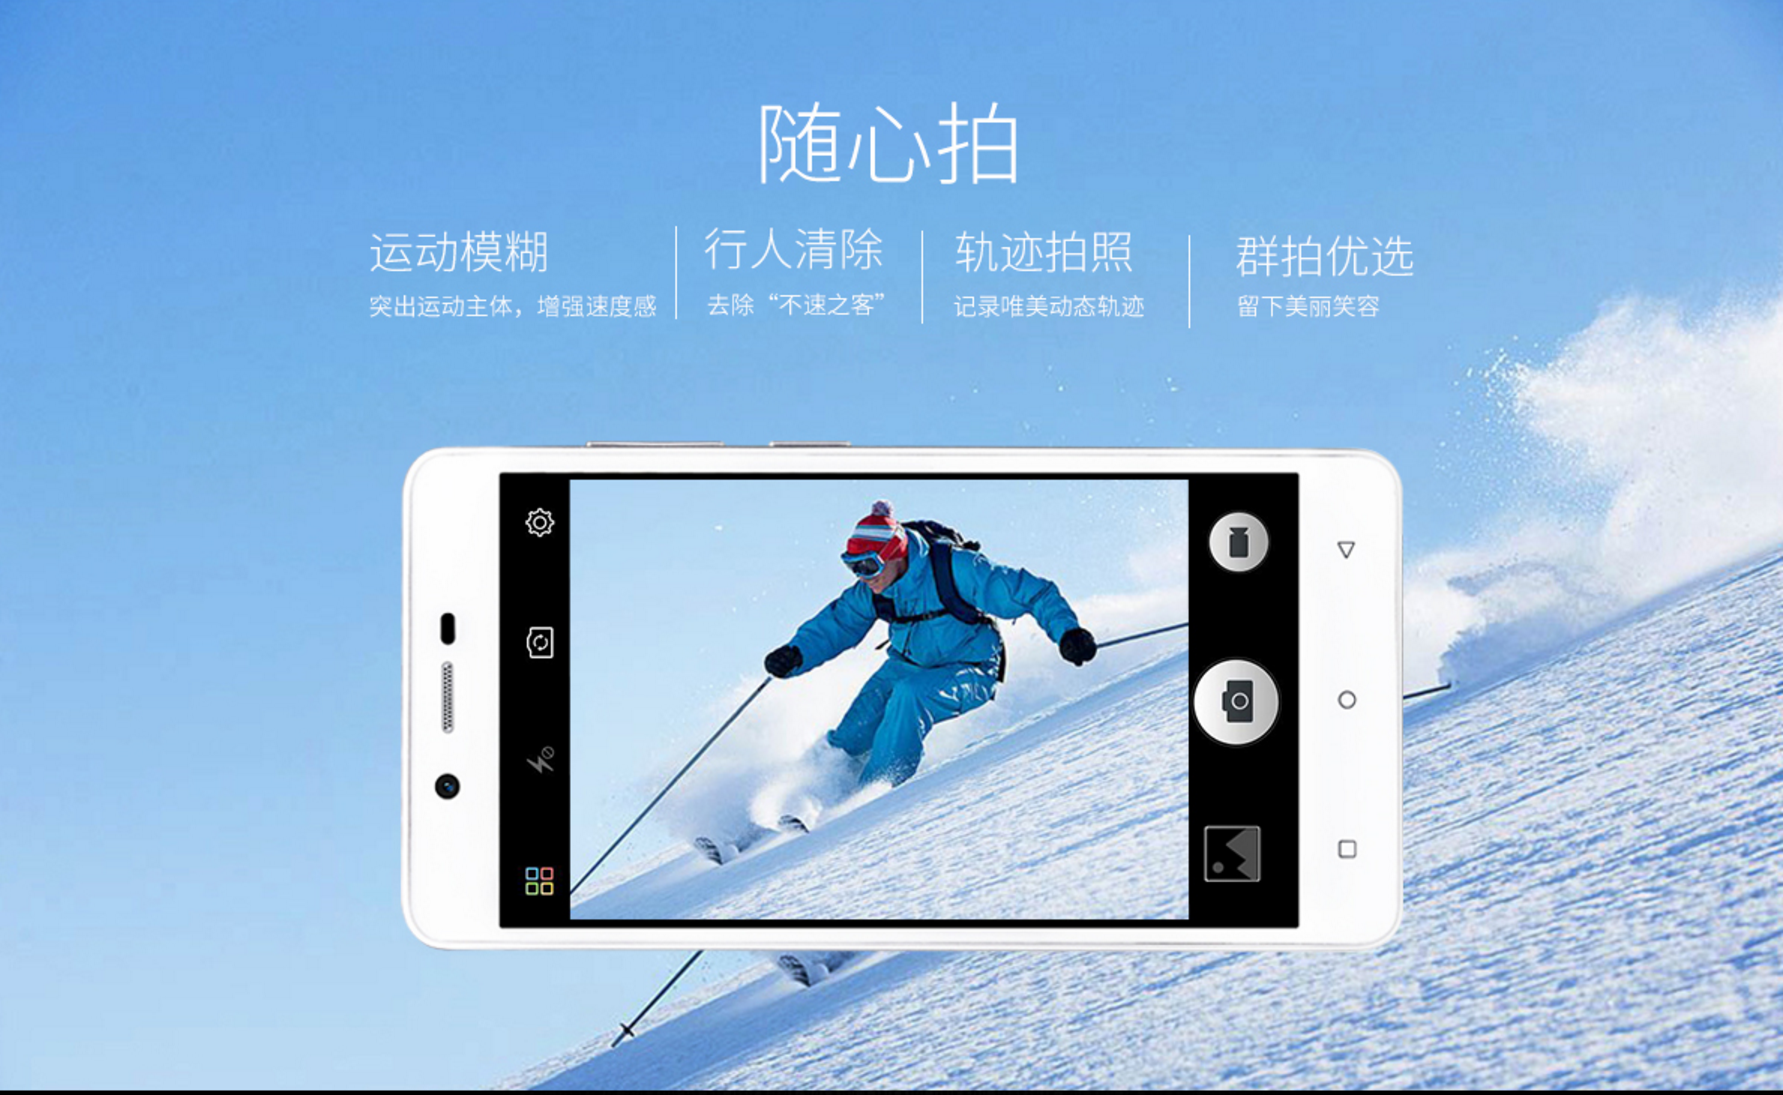 随心拍
运动模糊
突出运动主体，增强速度感
行人清除
去除“不速之客”
轨迹拍照
记录唯美动态轨迹
群拍优选
留下美丽笑容